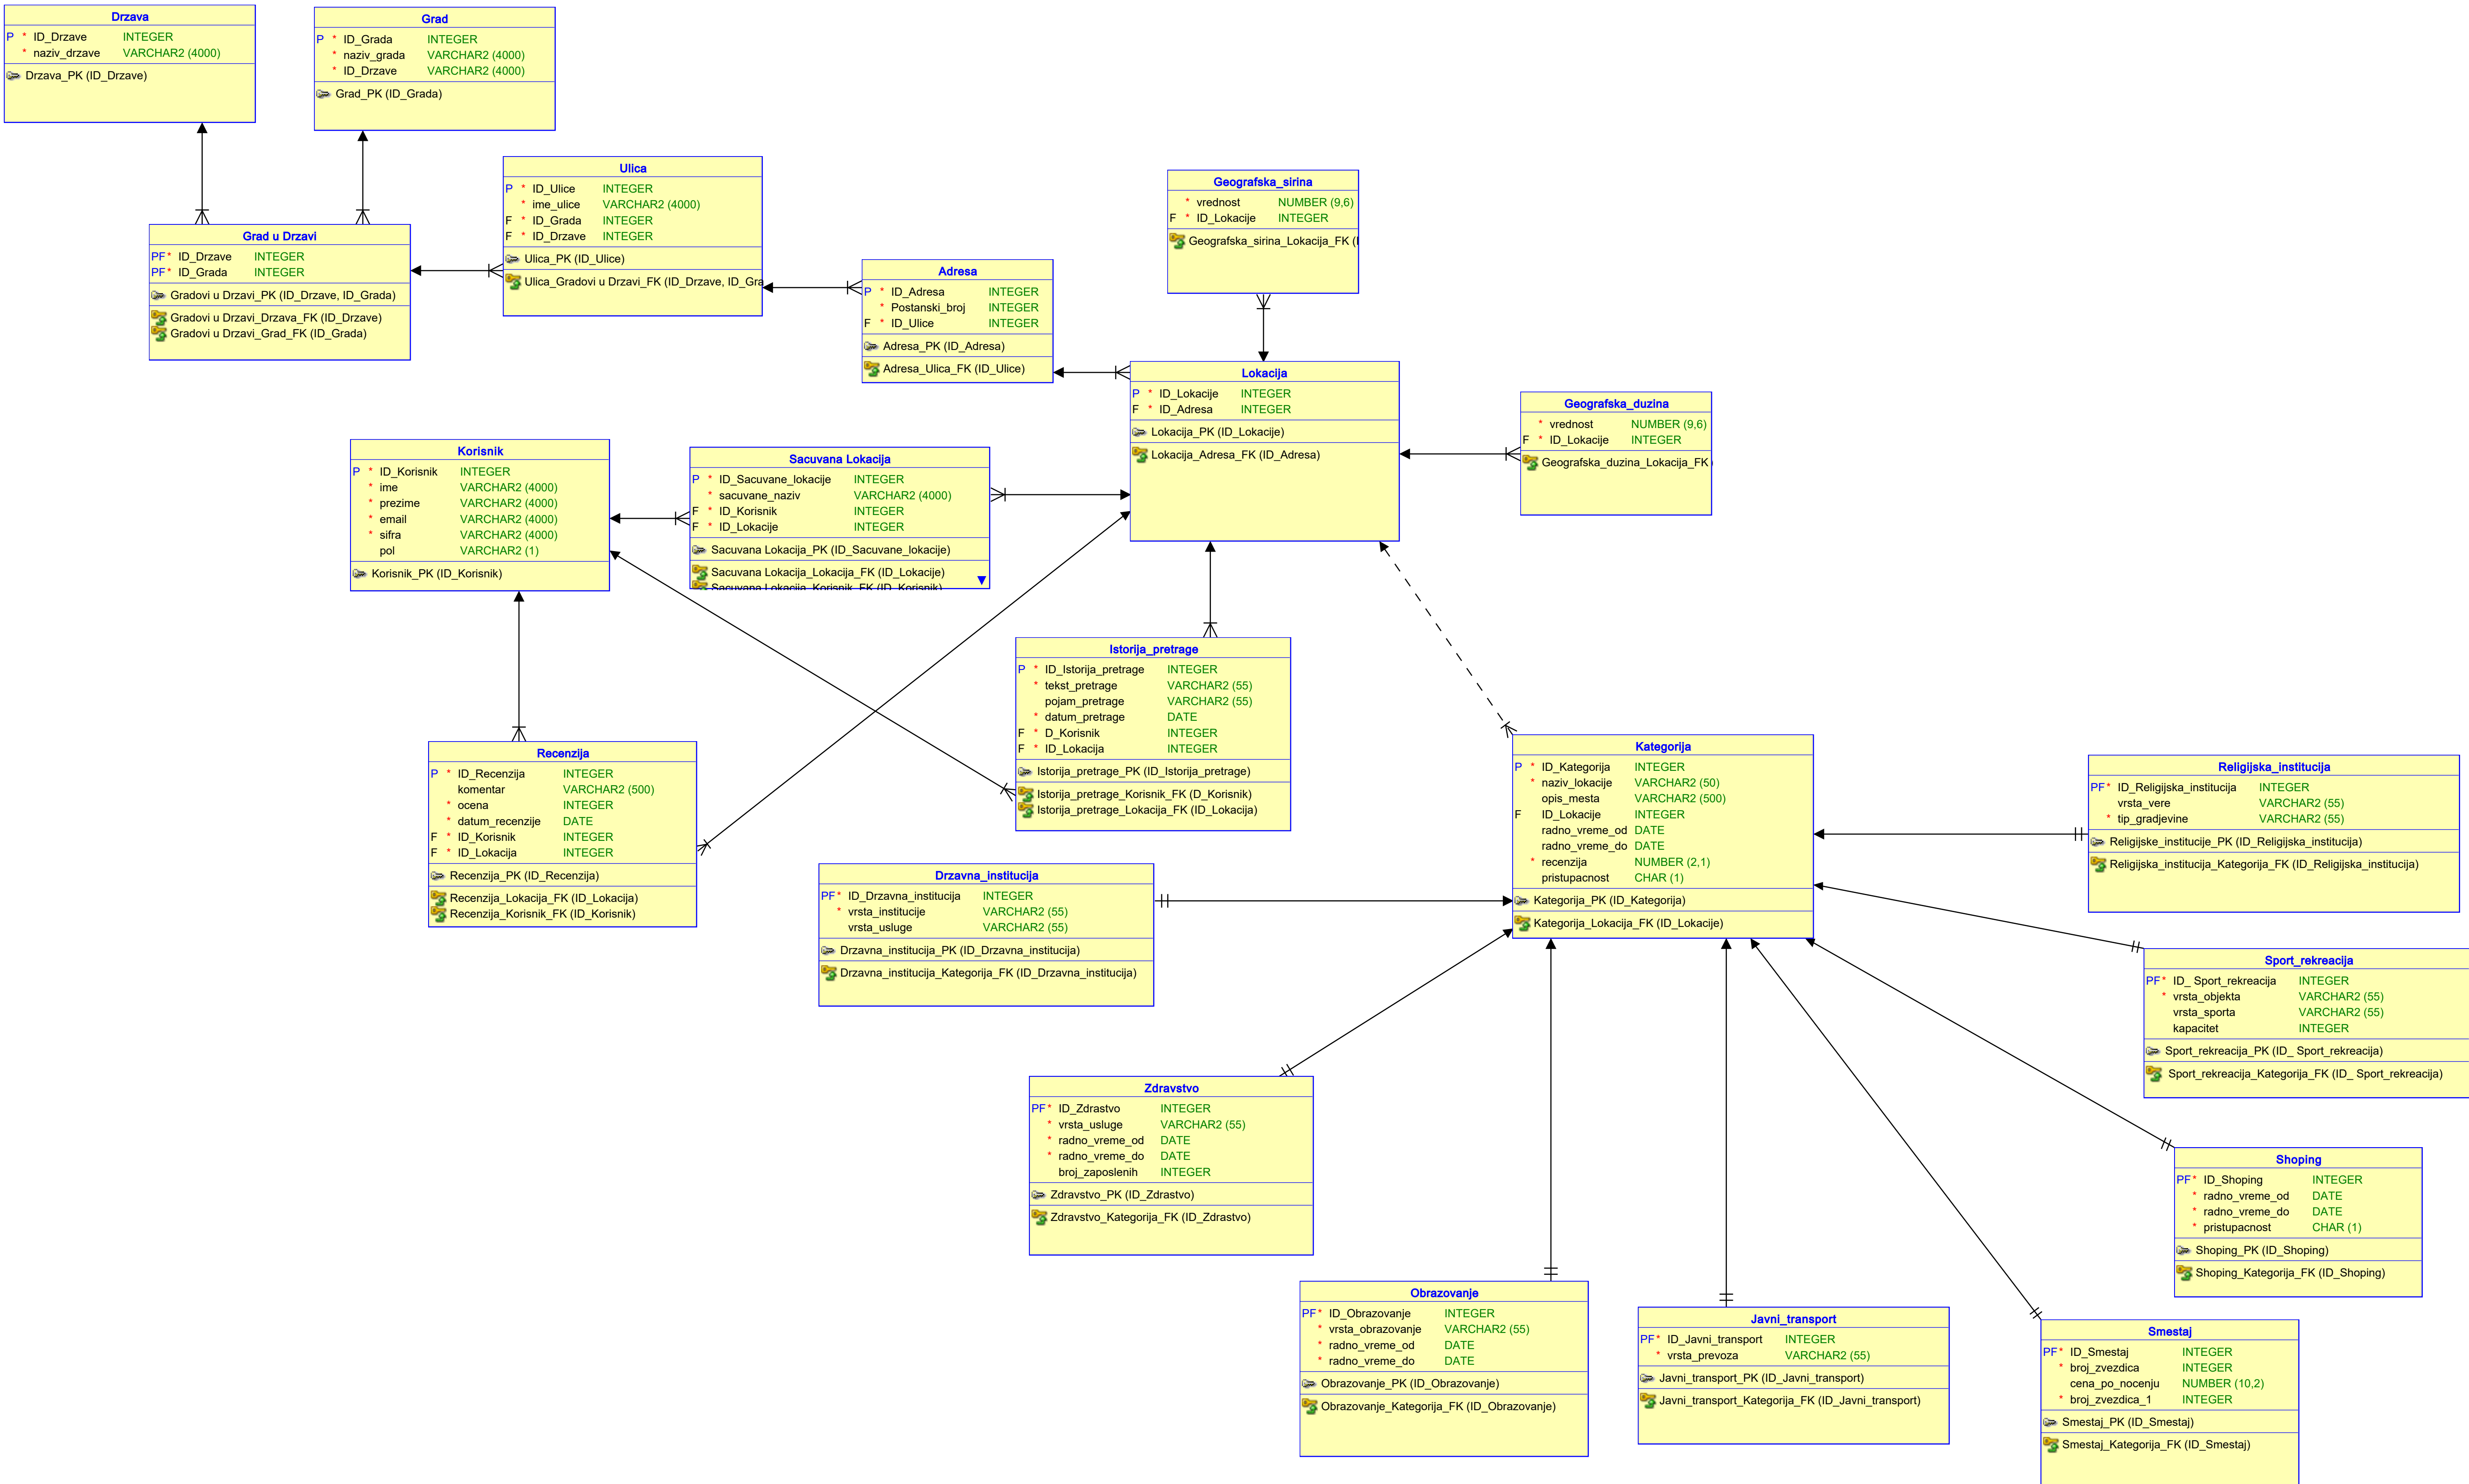 Drzava
P * ID_Drzave INTEGER
* naziv_drzave VARCHAR2 (4000)
Drzava_PK (ID_Drzave)
Grad
P * ID_Grada INTEGER
* naziv_grada VARCHAR2 (4000)
* ID_Drzave VARCHAR2 (4000)
Grad_PK (ID_Grada)
Grad u Drzavi
PF * ID_Drzave INTEGER
PF * ID_Grada INTEGER
Gradovi u Drzavi_PK (ID_Drzave, ID_Grada)
Gradovi u Drzavi_Drzava_FK (ID_Drzave)
Gradovi u Drzavi_Grad_FK (ID_Grada)
Ulica
P * ID_Ulice INTEGER
* ime_ulice VARCHAR2 (4000)
F * ID_Grada INTEGER
F * ID_Drzave INTEGER
Ulica_PK (ID_Ulice)
Ulica_Gradovi u Drzavi_FK (ID_Drzave, ID_Gra
Adresa
P * ID_Adresa INTEGER
* Postanski_broj INTEGER
F * ID_Ulice INTEGER
Adresa_PK (ID_Adresa)
Adresa_Ulica_FK (ID_Ulice)
Geografska_sirina
* vrednost NUMBER (9,6)
F * ID_Lokacije INTEGER
Geografska_sirina_Lokacija_FK (
Lokacija
P * ID_Lokacije INTEGER
F * ID_Adresa INTEGER
Lokacija_PK (ID_Lokacije)
Lokacija_Adresa_FK (ID_Adresa)
Geografska_duzina
* vrednost NUMBER (9,6)
F * ID_Lokacije INTEGER
Geografska_duzina_Lokacija_FK
Korisnik
P * ID_Korisnik INTEGER
* ime VARCHAR2 (4000)
* prezime VARCHAR2 (4000)
* email VARCHAR2 (4000)
* sifra VARCHAR2 (4000)
pol VARCHAR2 (1)
Korisnik_PK (ID_Korisnik)
Sacuvana Lokacija
P * ID_Sacuvane_lokacije INTEGER
* sacuvane_naziv VARCHAR2 (4000)
F * ID_Korisnik INTEGER
F * ID_Lokacije INTEGER
Sacuvana Lokacija_PK (ID_Sacuvane_lokacije)
Sacuvana Lokacija_Lokacija_FK (ID_Lokacije)
Sacuvana Lokacija_Korisnik_FK (ID_Korisnik)
Istorija_pretrage
P * ID_Istorija_pretrage INTEGER
* tekst_pretrage VARCHAR2 (55)
pojam_pretrage VARCHAR2 (55)
* datum_pretrage DATE
F * D_Korisnik INTEGER
F * ID_Lokacija INTEGER
Istorija_pretrage_PK (ID_Istorija_pretrage)
Istorija_pretrage_Korisnik_FK (D_Korisnik)
Istorija_pretrage_Lokacija_FK (ID_Lokacija)
Recenzija
P * ID_Recenzija INTEGER
komentar VARCHAR2 (500)
* ocena INTEGER
* datum_recenzije DATE
F * ID_Korisnik INTEGER
F * ID_Lokacija INTEGER
Recenzija_PK (ID_Recenzija)
Recenzija_Lokacija_FK (ID_Lokacija)
Recenzija_Korisnik_FK (ID_Korisnik)
Kategorija
P * ID_Kategorija INTEGER
* naziv_lokacije VARCHAR2 (50)
opis_mesta VARCHAR2 (500)
F ID_Lokacije INTEGER
radno_vreme_od DATE
radno_vreme_do DATE
* recenzija NUMBER (2,1)
pristupacnost CHAR (1)
Kategorija_PK (ID_Kategorija)
Kategorija_Lokacija_FK (ID_Lokacije)
Religijska_institucija
PF * ID_Religijska_institucija INTEGER
vrsta_vere VARCHAR2 (55)
* tip_gradjevine VARCHAR2 (55)
Religijske_institucije_PK (ID_Religijska_institucija)
Religijska_institucija_Kategorija_FK (ID_Religijska_institucija)
Drzavna_institucija
PF * ID_Drzavna_institucija INTEGER
* vrsta_institucije VARCHAR2 (55)
vrsta_usluge VARCHAR2 (55)
Drzavna_institucija_PK (ID_Drzavna_institucija)
Drzavna_institucija_Kategorija_FK (ID_Drzavna_institucija)
Sport_rekreacija
PF * ID_ Sport_rekreacija INTEGER
* vrsta_objekta VARCHAR2 (55)
vrsta_sporta VARCHAR2 (55)
kapacitet INTEGER
Sport_rekreacija_PK (ID_ Sport_rekreacija)
Sport_rekreacija_Kategorija_FK (ID_ Sport_rekreacija)
Zdravstvo
PF * ID_Zdrastvo INTEGER
* vrsta_usluge VARCHAR2 (55)
* radno_vreme_od DATE
* radno_vreme_do DATE
broj_zaposlenih INTEGER
Zdravstvo_PK (ID_Zdrastvo)
Zdravstvo_Kategorija_FK (ID_Zdrastvo)
Shoping
PF * ID_Shoping INTEGER
* radno_vreme_od DATE
* radno_vreme_do DATE
* pristupacnost CHAR (1)
Shoping_PK (ID_Shoping)
Shoping_Kategorija_FK (ID_Shoping)
Obrazovanje
PF * ID_Obrazovanje INTEGER
* vrsta_obrazovanje VARCHAR2 (55)
* radno_vreme_od DATE
* radno_vreme_do DATE
Obrazovanje_PK (ID_Obrazovanje)
Obrazovanje_Kategorija_FK (ID_Obrazovanje)
Javni_transport
PF * ID_Javni_transport INTEGER
* vrsta_prevoza VARCHAR2 (55)
Javni_transport_PK (ID_Javni_transport)
Javni_transport_Kategorija_FK (ID_Javni_transport)
Smestaj
PF * ID_Smestaj INTEGER
* broj_zvezdica INTEGER
cena_po_nocenju NUMBER (10,2)
* broj_zvezdica_1 INTEGER
Smestaj_PK (ID_Smestaj)
Smestaj_Kategorija_FK (ID_Smestaj)